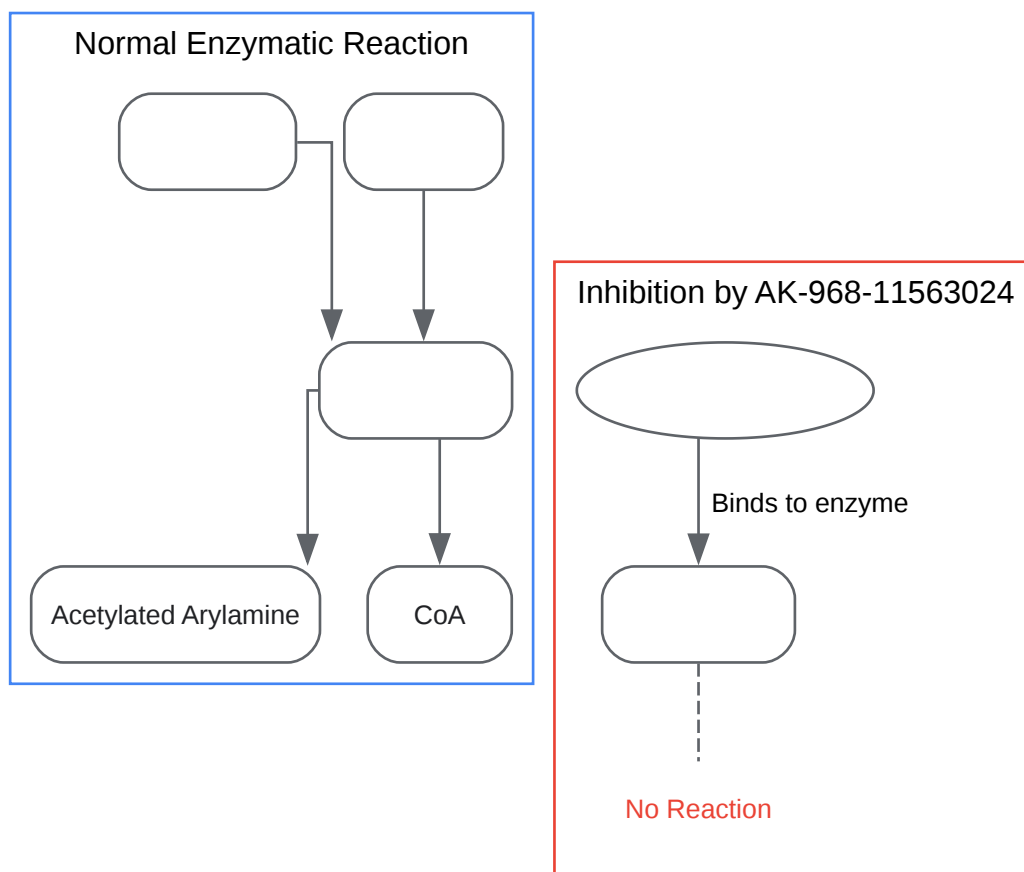 Normal Enzymatic Reaction
Inhibition by AK-968-11563024
Binds to enzyme
Acetylated Arylamine
CoA
No Reaction